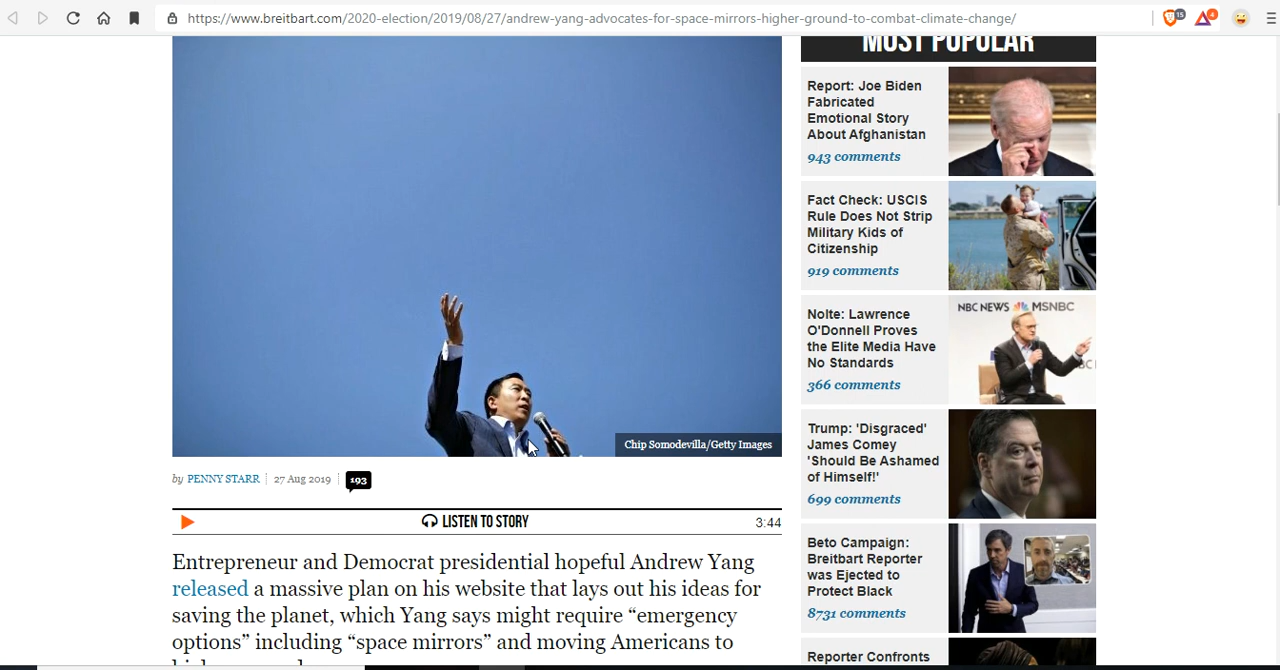 https://www.breitbart.com/2020-election/2019/08/27/andrew-yang-advocates-for-space-mirrors-higher-ground-to-combat-climate-change/
15
4
Chip Somodevilla/Getty Images
by PENNY STARR 27 Aug 2019 193
LISTEN TO STORY
3:44
Entrepreneur and Democrat presidential hopeful Andrew Yang
released a massive plan on his website that lays out his ideas for
saving the planet, which Yang says might require “emergency
options” including “space mirrors” and moving Americans to
MOST POPULAR
Report: Joe Biden
Fabricated
Emotional Story
About Afghanistan
943 comments
Fact Check: USCIS
Rule Does Not Strip
Military Kids of
Citizenship
919 comments
Nolte: Lawrence
O'Donnell Proves
the Elite Media Have
No Standards
366 comments
NBC NEWS MSNBC
Trump: 'Disgraced'
James Comey
'Should Be Ashamed
of Himself!'
699 comments
Beto Campaign:
Breitbart Reporter
was Ejected to
Protect Black
8731 comments
Reporter Confronts